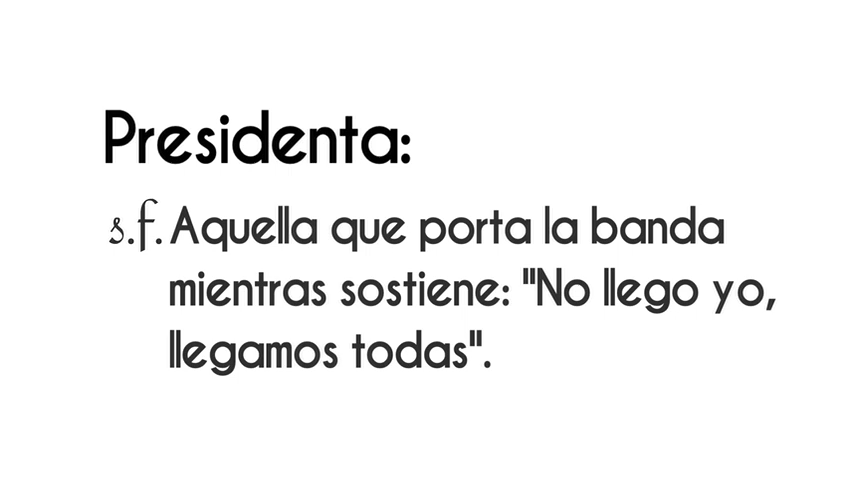 Presidenta:
s.f. Aquella que porta la banda
mientras sostiene: "No llego yo,
llegamos todas".